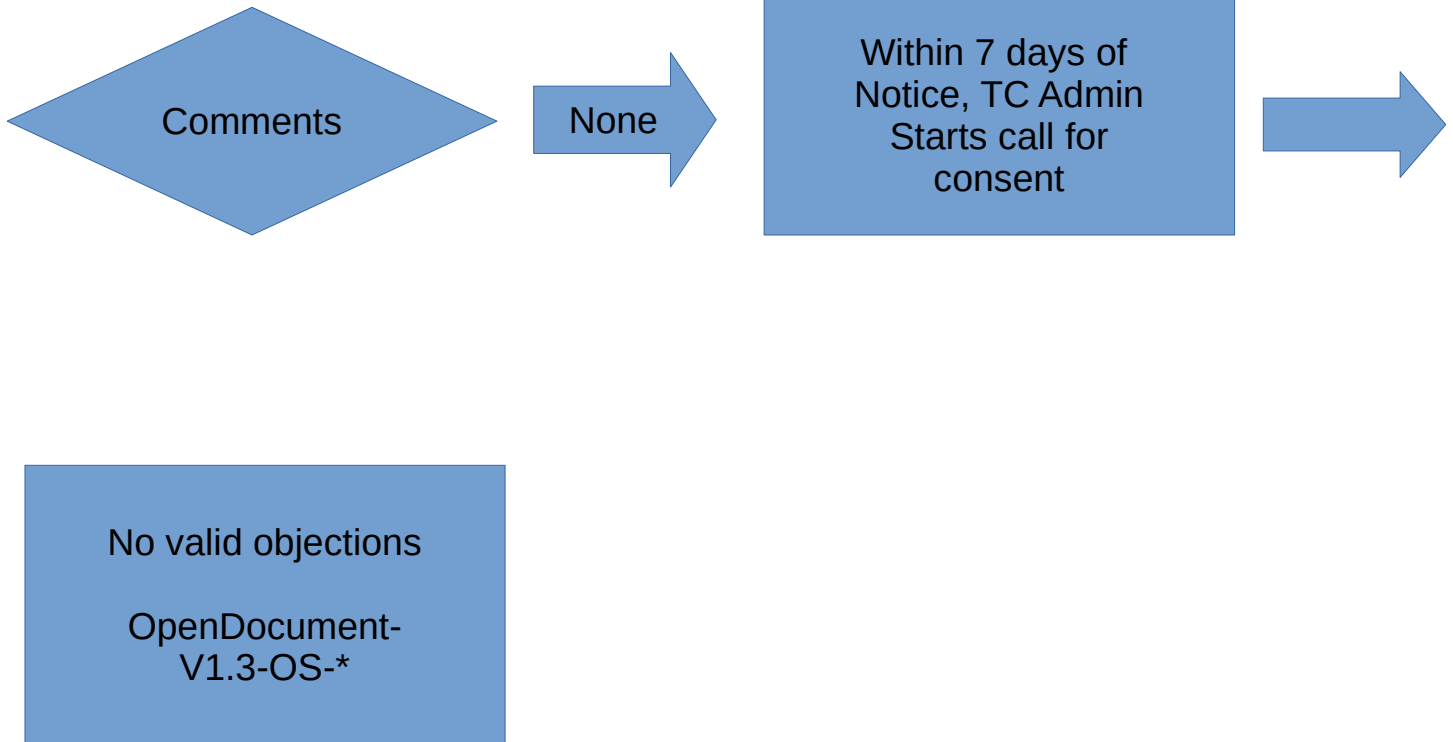 Comments
None
Within 7 days of
Notice, TC Admin
Starts call for
consent
No valid objections
OpenDocument-
V1.3-OS-*